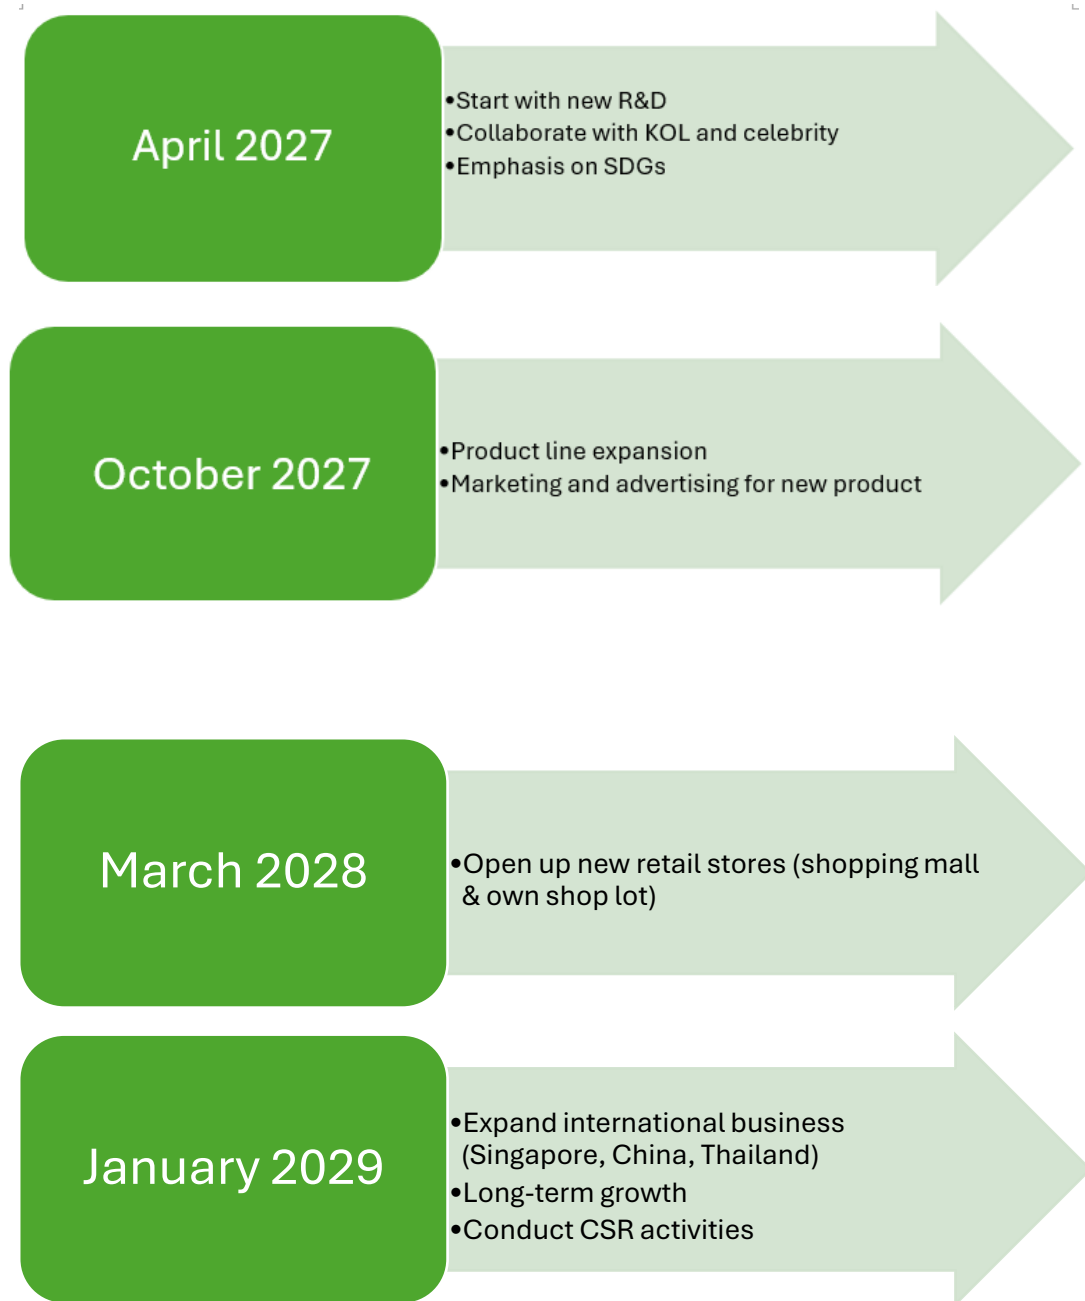 April 2027
•Start with new R&D
•Collaborate with KOL and celebrity
•Emphasis on SDGs
October 2027
•Product line expansion
•Marketing and advertising for new product
March 2028
•Open up new retail stores (shopping mall
& own shop lot)
January 2029
•Expand international business
(Singapore, China, Thailand)
•Long-term growth
•Conduct CSR activities